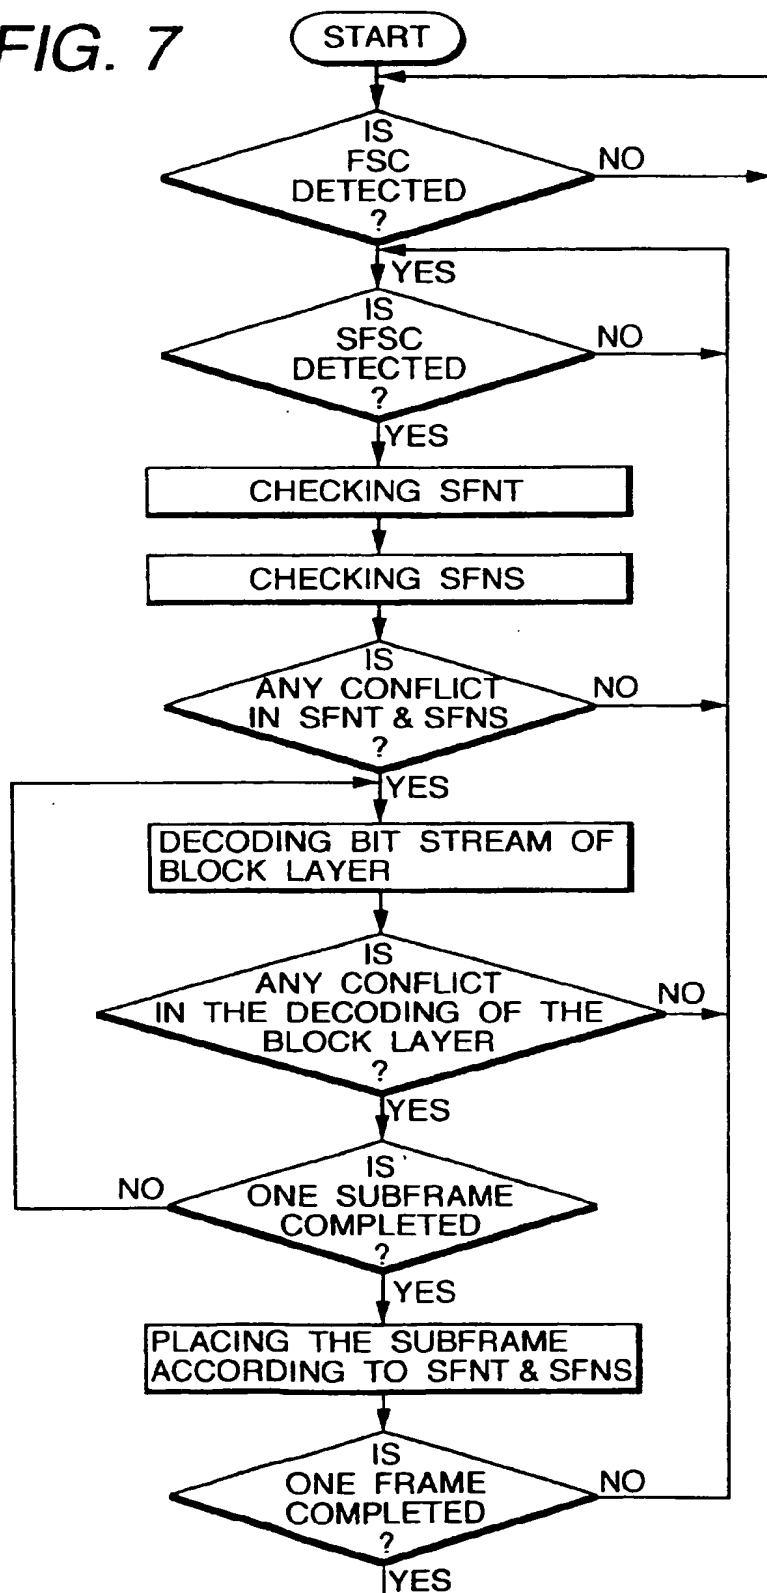 FIG. 7
START
IS
FSC
DETECTED
?
NO
YES
IS
SFSC
DETECTED
?
NO
YES
CHECKING SFNT
CHECKING SFNS
IS
ANY CONFLICT
IN SFNT & SFNS
?
NO
YES
DECODING BIT STREAM OF
BLOCK LAYER
IS
ANY CONFLICT
IN THE DECODING OF THE
BLOCK LAYER
?
NO
YES
IS
ONE SUBFRAME
COMPLETED
?
NO
YES
PLACING THE SUBFRAME
ACCORDING TO SFNT & SFNS
IS
ONE FRAME
COMPLETED
?
NO
YES